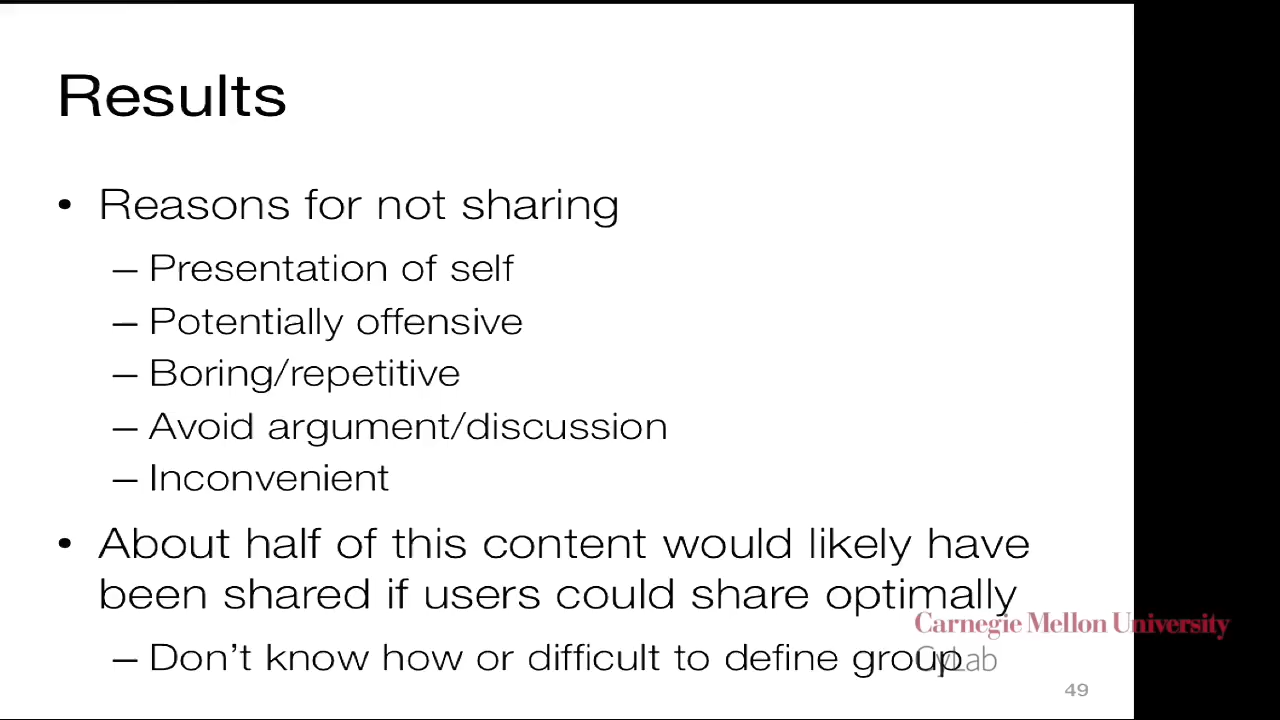 Results
• Reasons for not sharing
– Presentation of self
– Potentially offensive
– Boring/repetitive
– Avoid argument/discussion
– Inconvenient
• About half of this content would likely have
been shared if users could share optimally
– Don't know how or difficult to define group
Carnegie Mellon University
CyLab
49